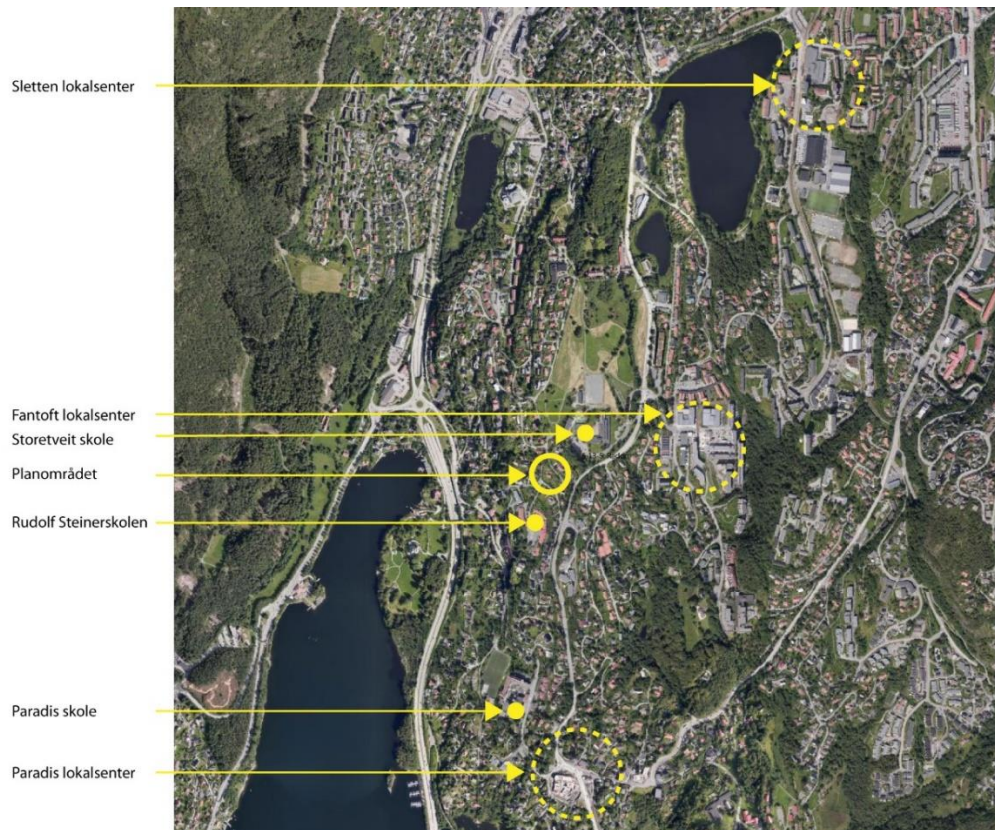 Sletten lokalsenter
Fantoft lokalsenter
Storetveit skole
Planområdet
Rudolf Steinerskolen
Paradis skole
Paradis lokalsenter